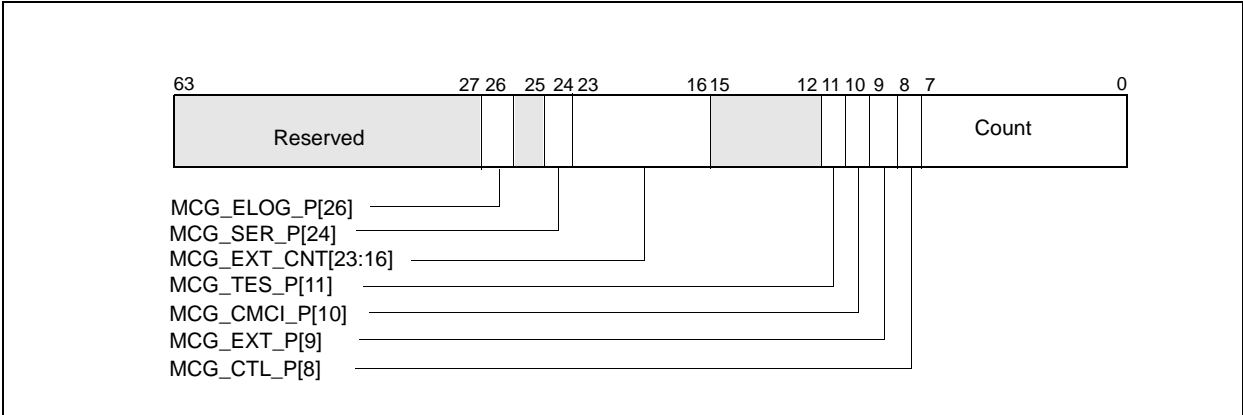 63 27 26 25 24 23 16 15 12 11 10 9 8 7 0
Reserved Count
MCG_ELOG_P[26]
MCG_SER_P[24]
MCG_EXT_CNT[23:16]
MCG_TES_P[11]
MCG_CMCI_P[10]
MCG_EXT_P[9]
MCG_CTL_P[8]